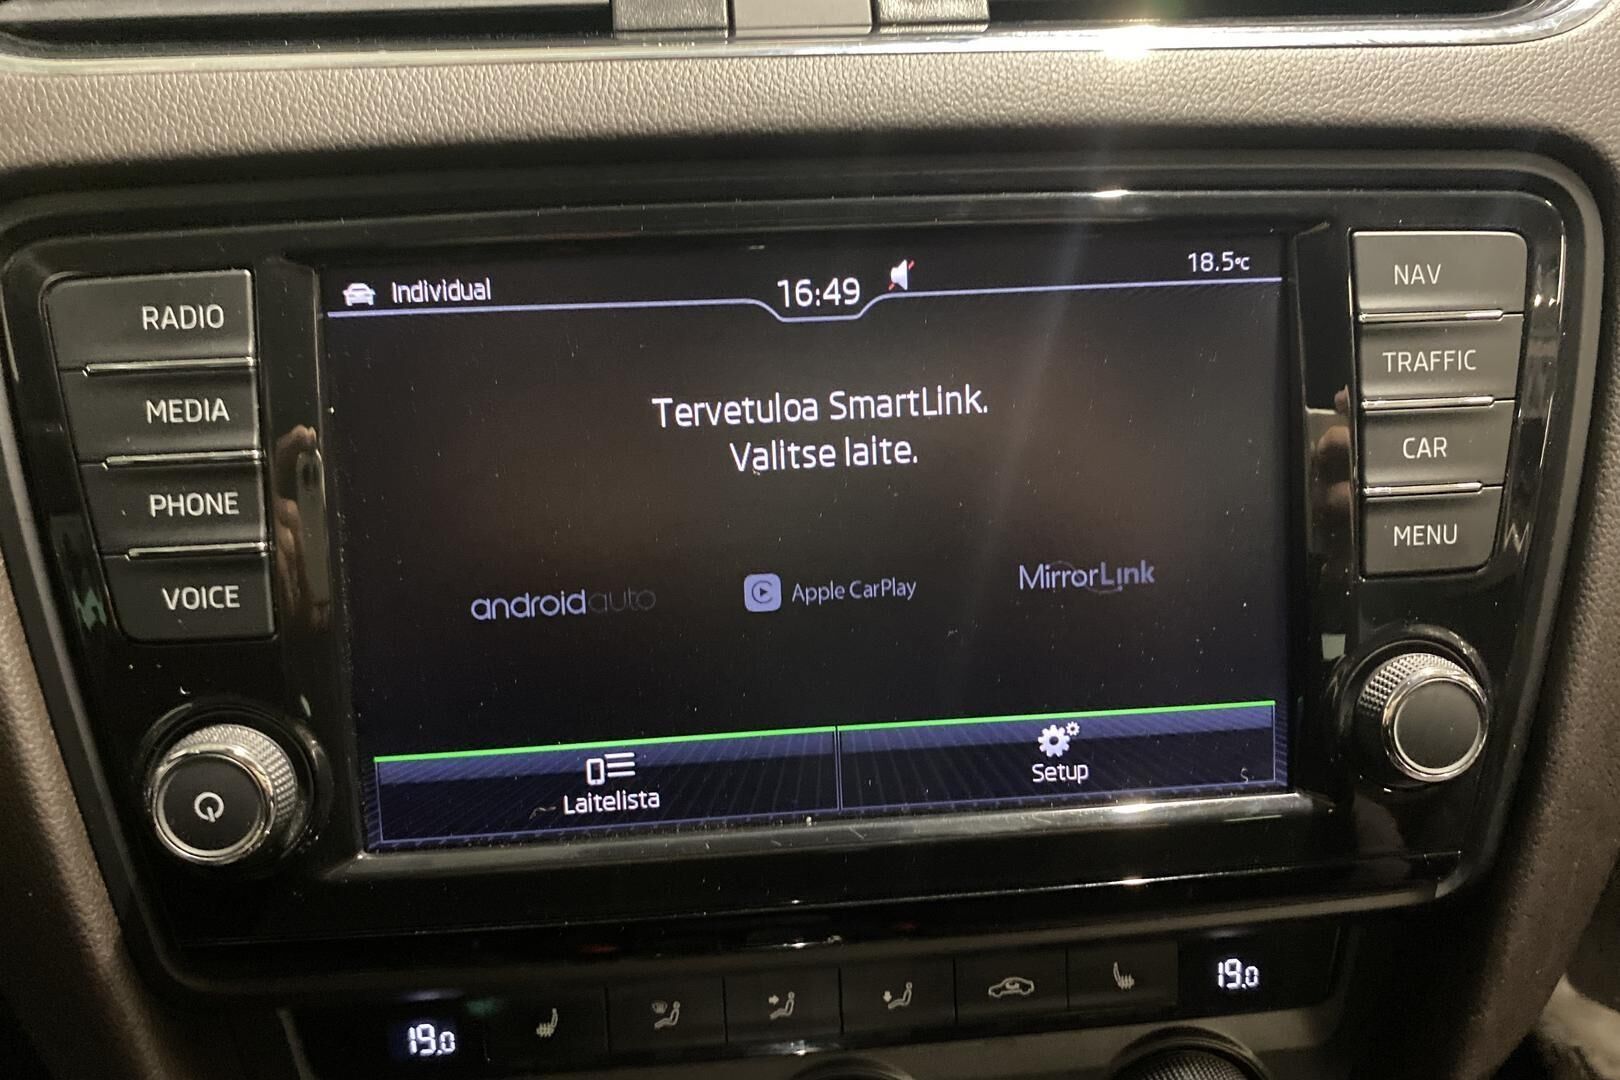 RADIO
MEDIA
PHONE
VOICE
Individual
16:49
18.5°C
Tervetuloa SmartLink.
Valitse laite.
androidauto
Apple CarPlay
MirrorLink
Laitelista
Setup
NAV
TRAFFIC
CAR
MENU
19.0
19.0